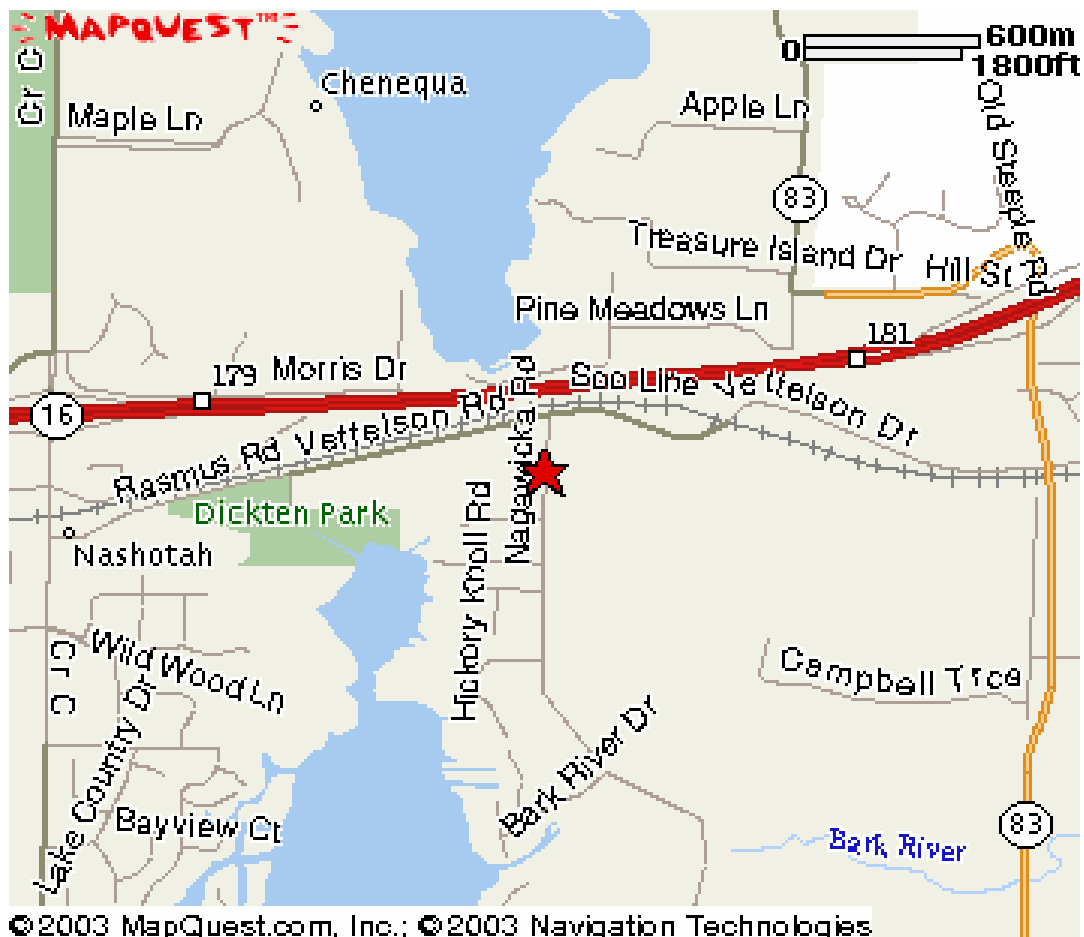 MAPQUEST™
600m
0
1800ft
Cr C
Chenequa
Maple Ln
Apple Ln
Old Steeple Rd
83
Treasure Island Dr
Hill St
Pine Meadows Ln
181
179
Morris Dr
16
Soo Line
Vettelson Dr
Rasmus Rd
Vettelson Rd
Nagawicka Rd
Dickten Park
Hickory Knoll Rd
Nashotah
Wild Wood Ln
Cr C
Campbell Trce
Lake Country Dr
Bark River Dr
Bayview Ct
Bark River
83
©2003 MapQuest.com, Inc.; ©2003 Navigation Technologies